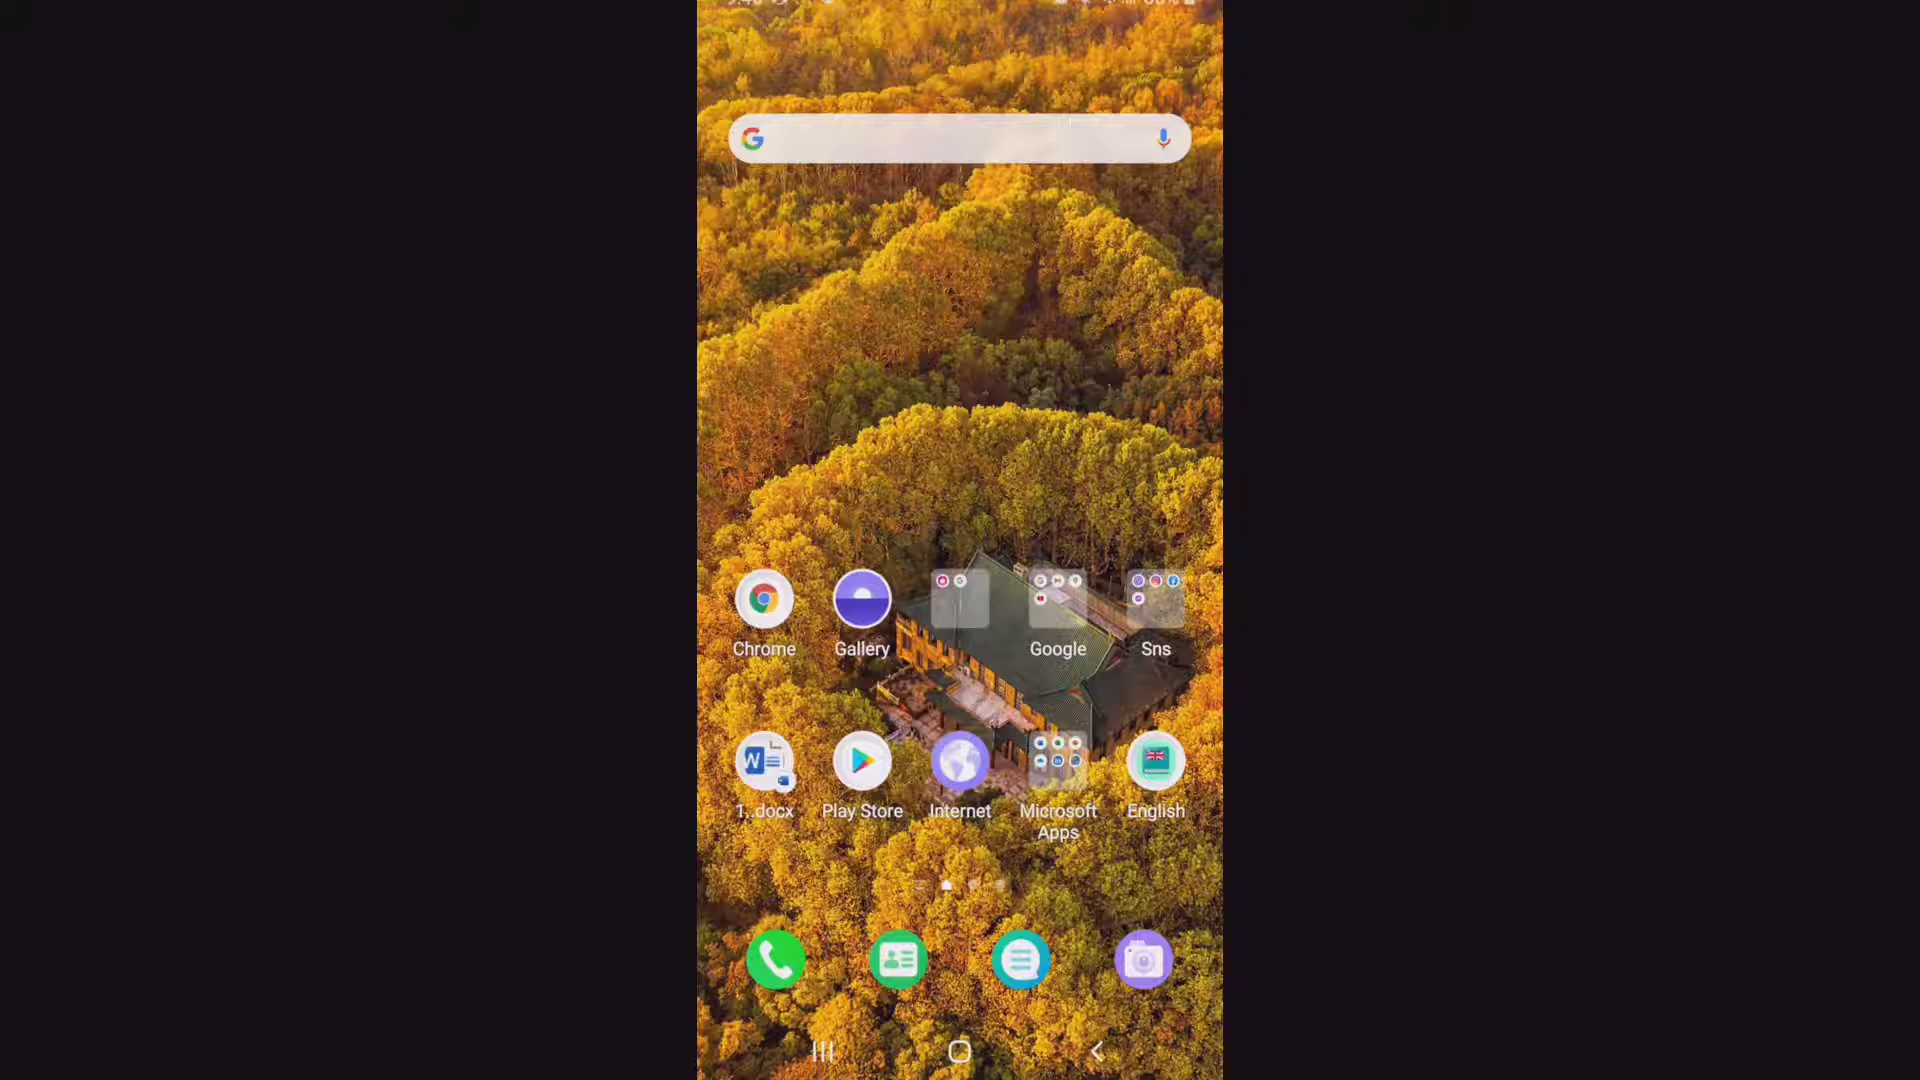 Chrome
Gallery
Google
Sns
1..docx
Play Store
Internet
Microsoft
Apps
English